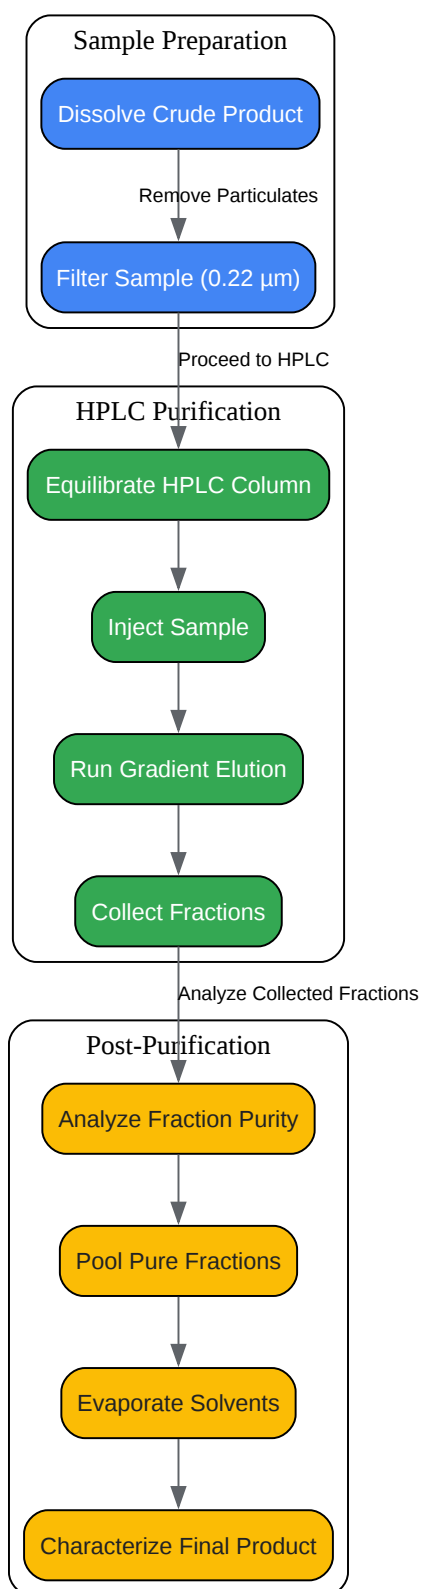 Sample Preparation
Dissolve Crude Product
Remove Particulates
Filter Sample (0.22 µm)
Proceed to HPLC
HPLC Purification
Equilibrate HPLC Column
Inject Sample
Run Gradient Elution
Collect Fractions
Analyze Collected Fractions
Post-Purification
Analyze Fraction Purity
Pool Pure Fractions
Evaporate Solvents
Characterize Final Product